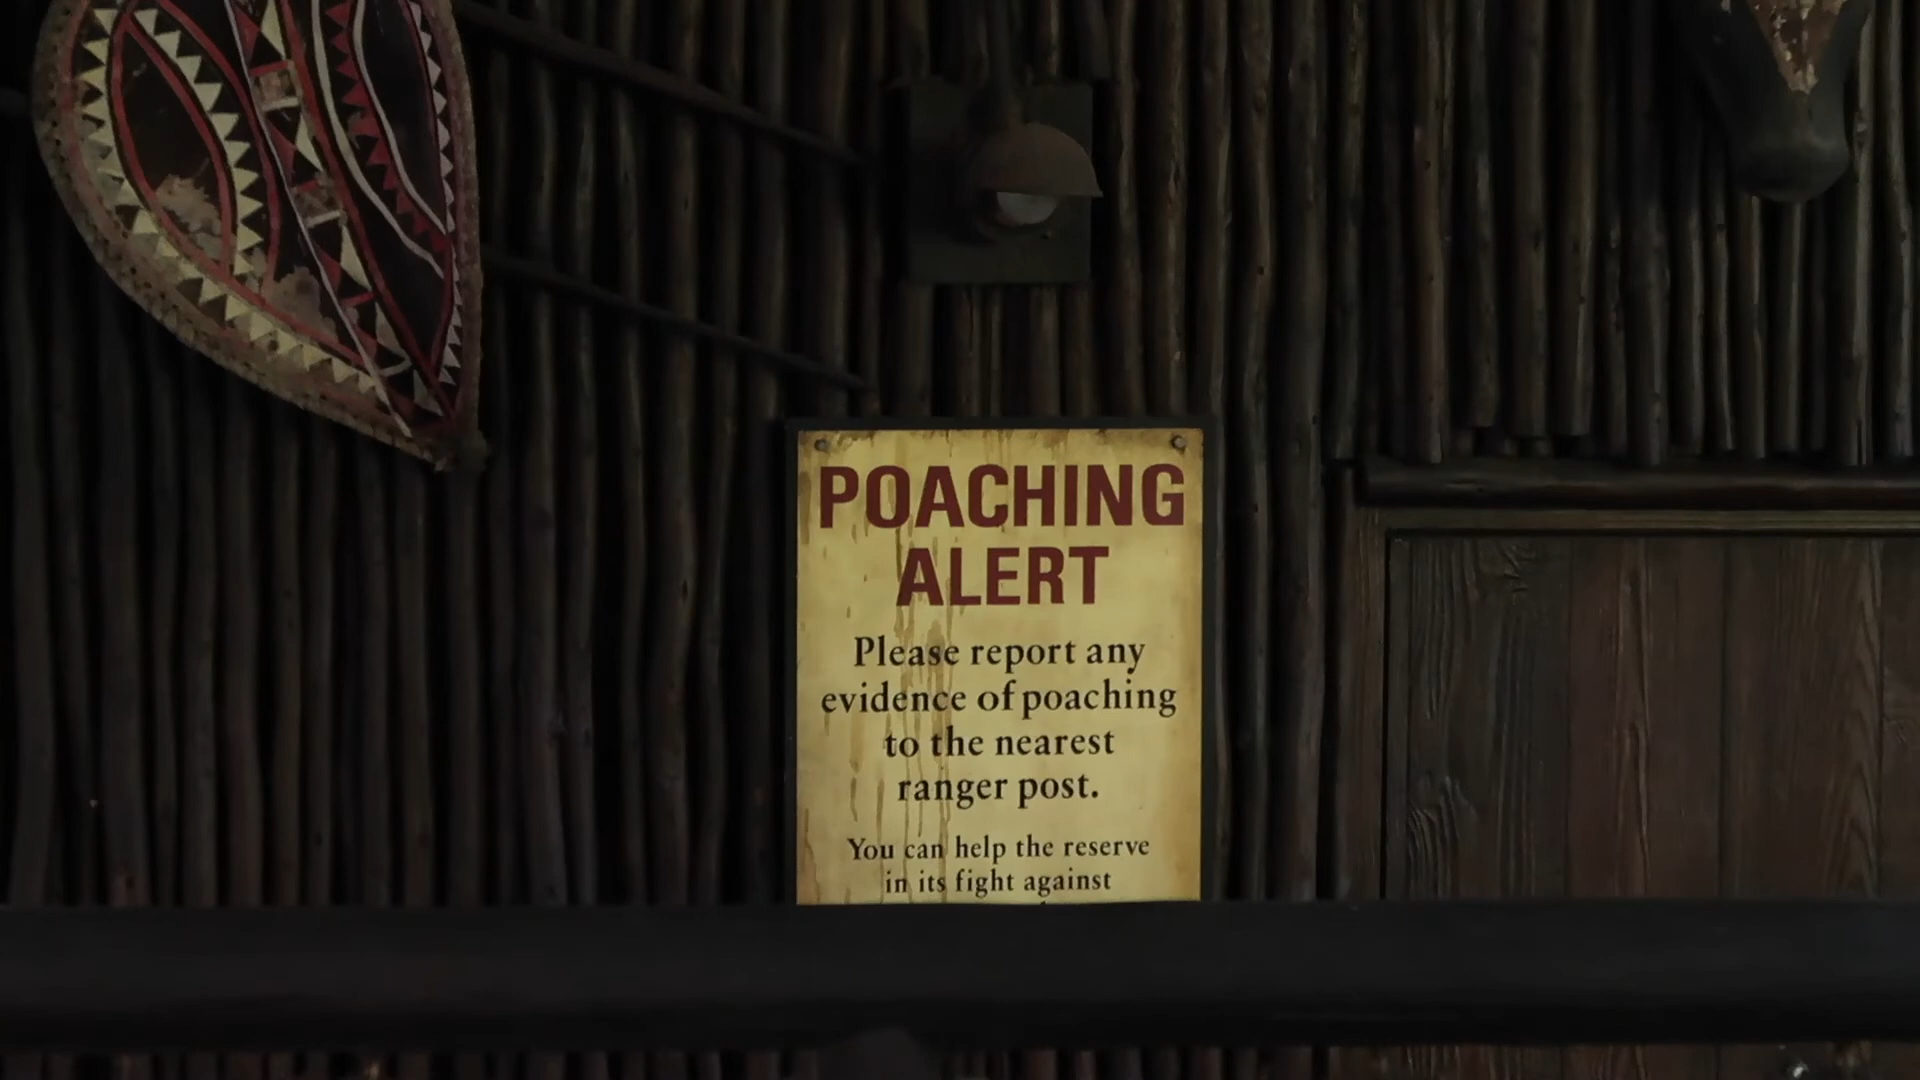 POACHING
ALERT
Please report any
evidence of poaching
to the nearest
ranger post.
You can help the reserve
in its fight against